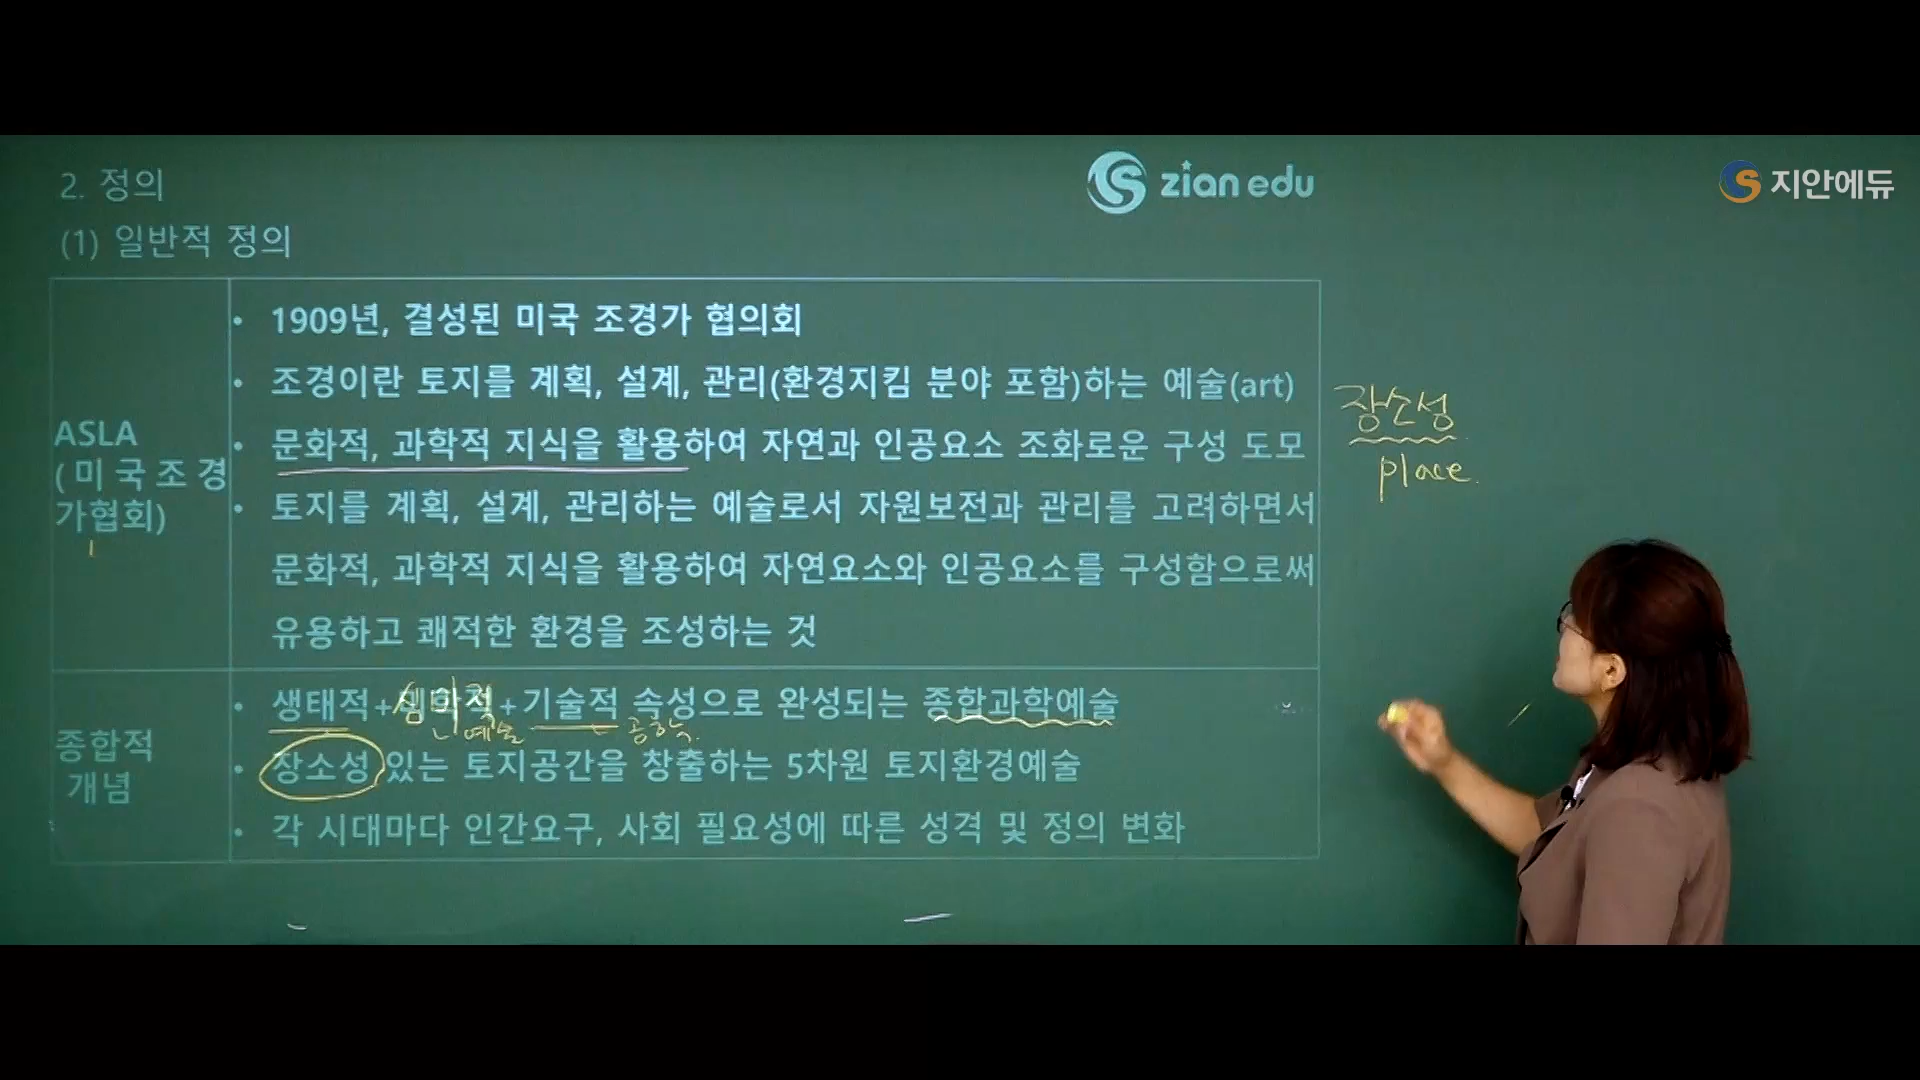 zian edu
지안에듀
2. 정의
(1) 일반적 정의
ASLA
(미국조경
가협회)
• 1909년, 결성된 미국 조경가 협의회
• 조경이란 토지를 계획, 설계, 관리(환경지킴 분야 포함)하는 예술(art)
• 문화적, 과학적 지식을 활용하여 자연과 인공요소 조화로운 구성 도모
• 토지를 계획, 설계, 관리하는 예술로서 자원보전과 관리를 고려하면서
문화적, 과학적 지식을 활용하여 자연요소와 인공요소를 구성함으로써
유용하고 쾌적한 환경을 조성하는 것
종합적
개념
• 생태적+심미적+기술적 속성으로 완성되는 종합과학예술
예술
공학
• 장소성 있는 토지공간을 창출하는 5차원 토지환경예술
• 각 시대마다 인간요구, 사회 필요성에 따른 성격 및 정의 변화
장소성
place